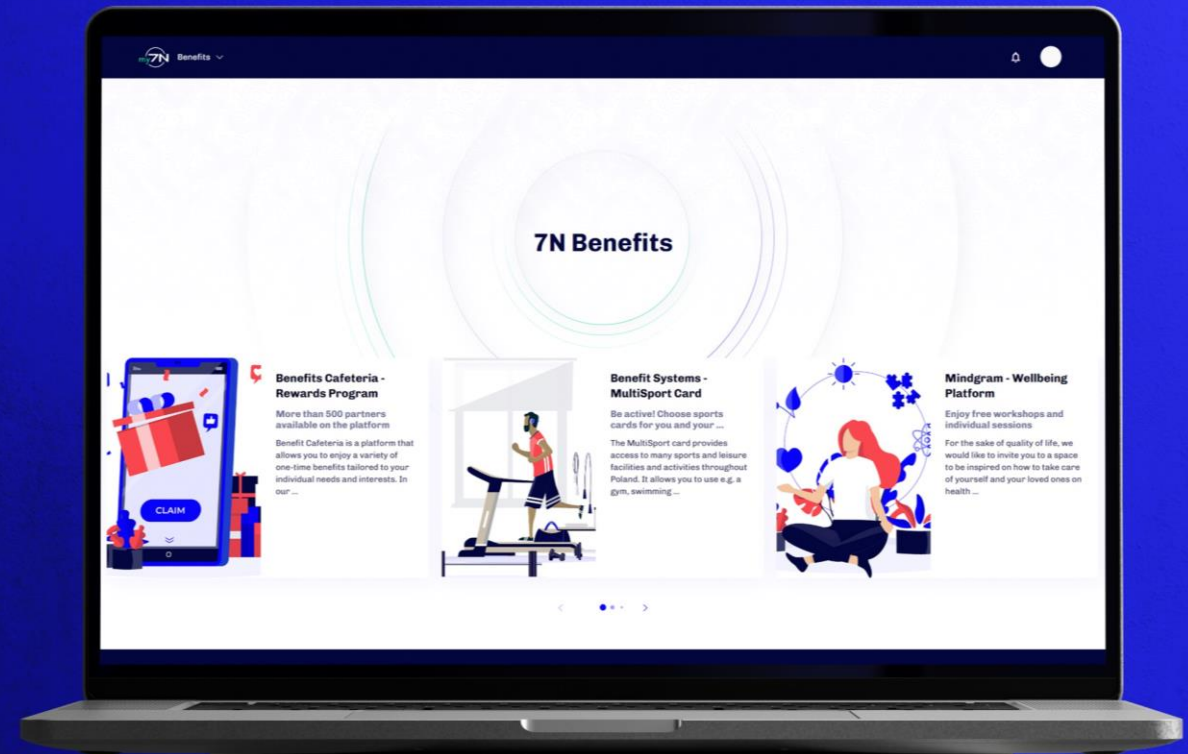 my7N Benefits
7N Benefits
Benefits Cafeteria -
Rewards Program
More than 500 partners
available on the platform
Benefit Cafeteria is a platform that
allows you to enjoy a variety of
one-time benefits tailored to your
individual needs and interests. In
our ...
CLAIM
Benefit Systems -
MultiSport Card
Be active! Choose sports
cards for you and your ...
The MultiSport card provides
access to many sports and leisure
facilities and activities throughout
Poland. It allows you to use e.g. a
gym, swimming ...
Mindgram - Wellbeing
Platform
Enjoy free workshops and
individual sessions
For the sake of quality of life, we
would like to invite you to a space
to be inspired on how to take care
of yourself and your loved ones on
health ...